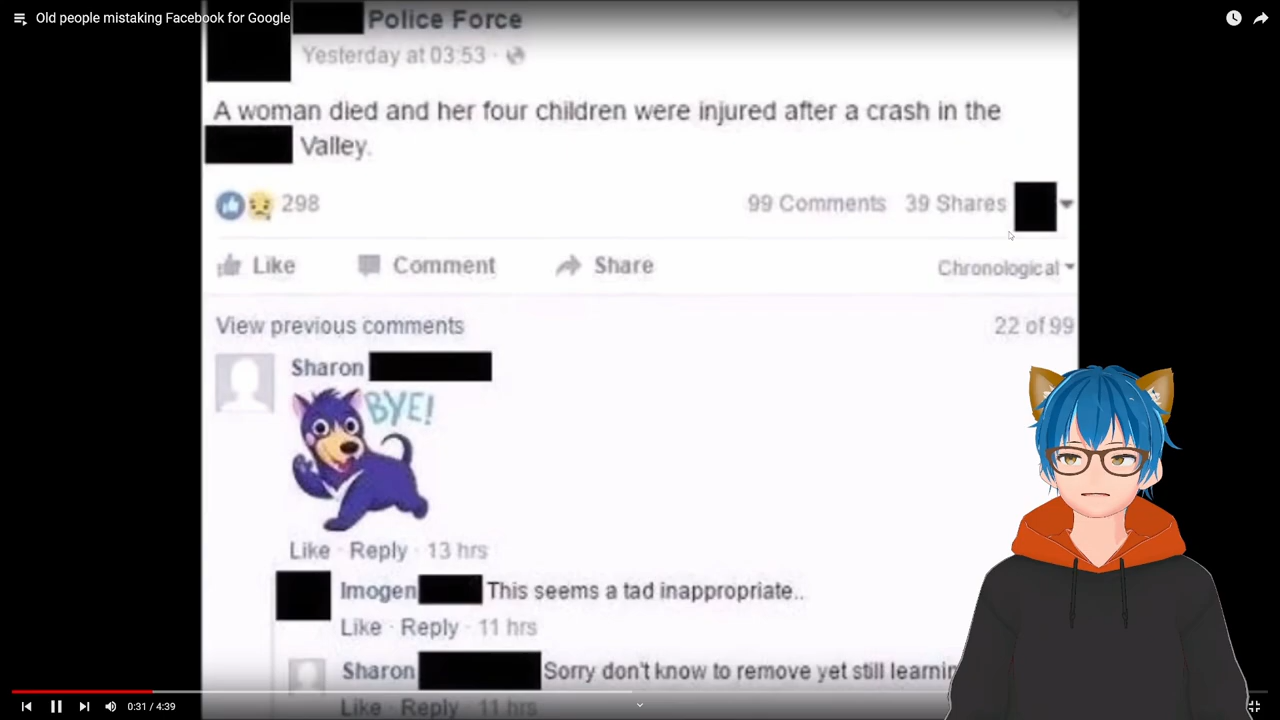 Old people mistaking Facebook for Google
Police Force
Yesterday at 03:53 ·
A woman died and her four children were injured after a crash in the
Valley.
298
99 Comments 39 Shares
Like Comment Share
Chronological
View previous comments
22 of 99
Sharon
BYE!
Like · Reply · 13 hrs
Imogen This seems a tad inappropriate..
Like · Reply · 11 hrs
Sharon Sorry don't know to remove yet still
Like · Reply · 11 hrs
0:31 / 4:39